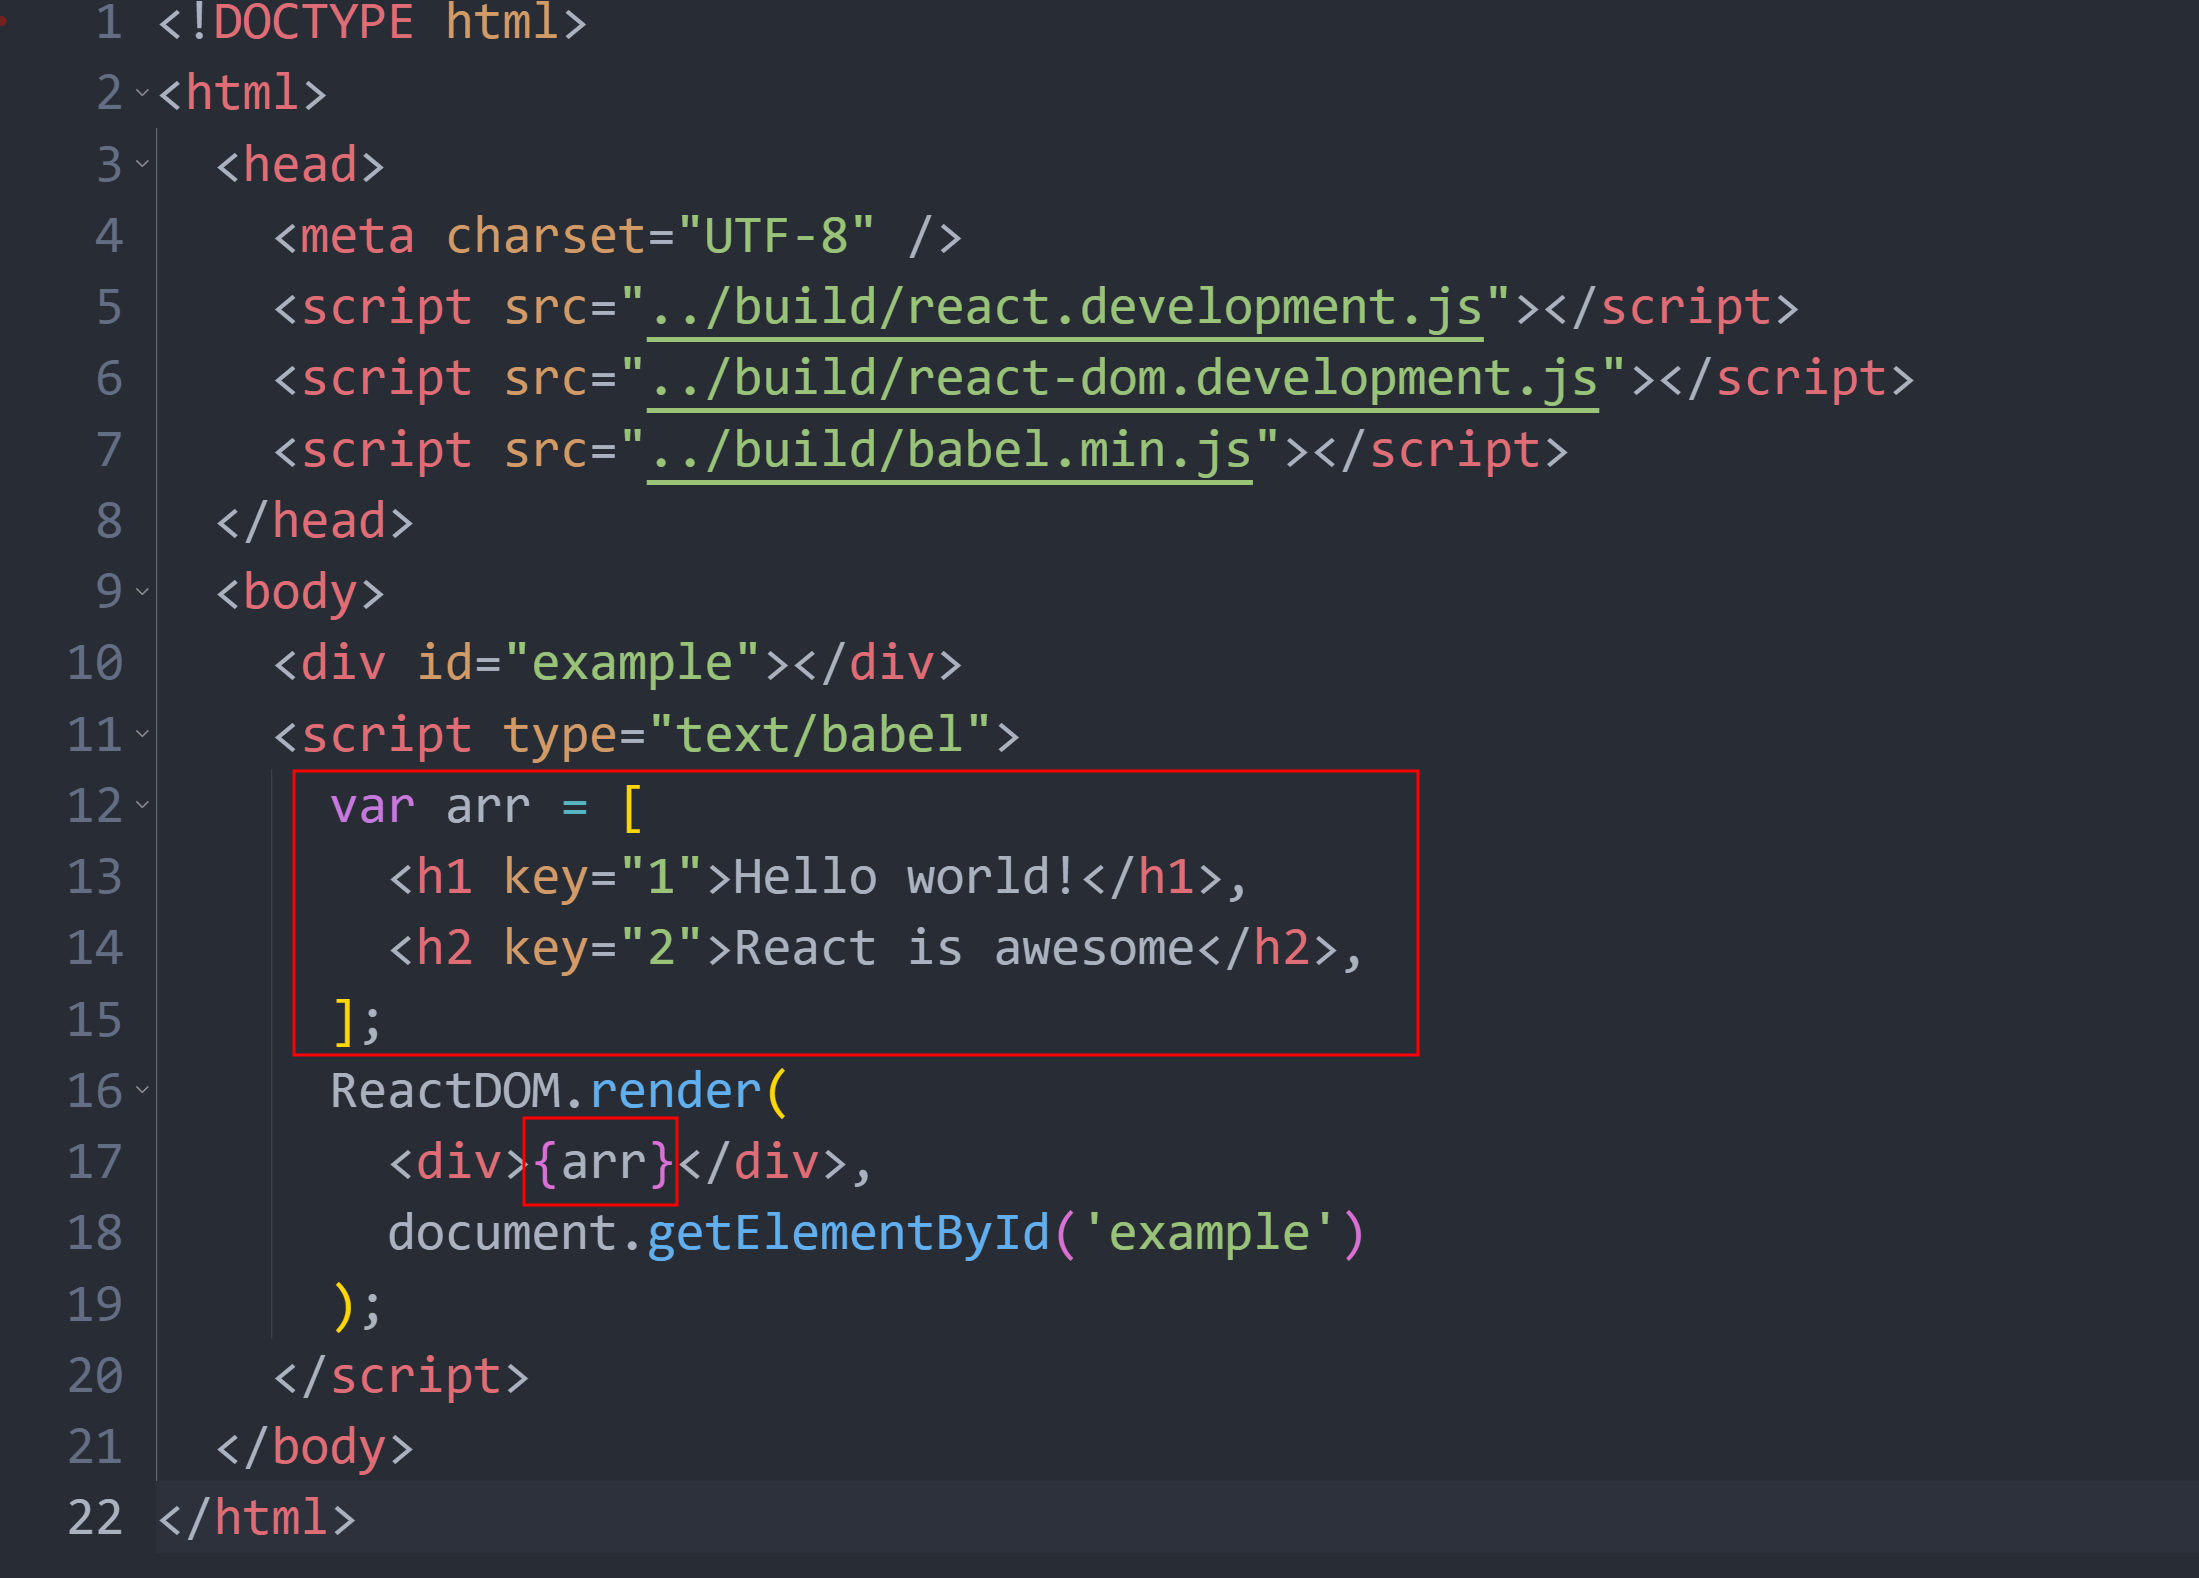 1 <!DOCTYPE html>
2 <html>
3 <head>
4 <meta charset="UTF-8" />
5 <script src="../build/react.development.js"></script>
6 <script src="../build/react-dom.development.js"></script>
7 <script src="../build/babel.min.js"></script>
8 </head>
9 <body>
10 <div id="example"></div>
11 <script type="text/babel">
12 var arr = [
13 <h1 key="1">Hello world!</h1>,
14 <h2 key="2">React is awesome</h2>,
15 ];
16 ReactDOM.render(
17 <div>{arr}</div>,
18 document.getElementById('example')
19 );
20 </script>
21 </body>
22 </html>